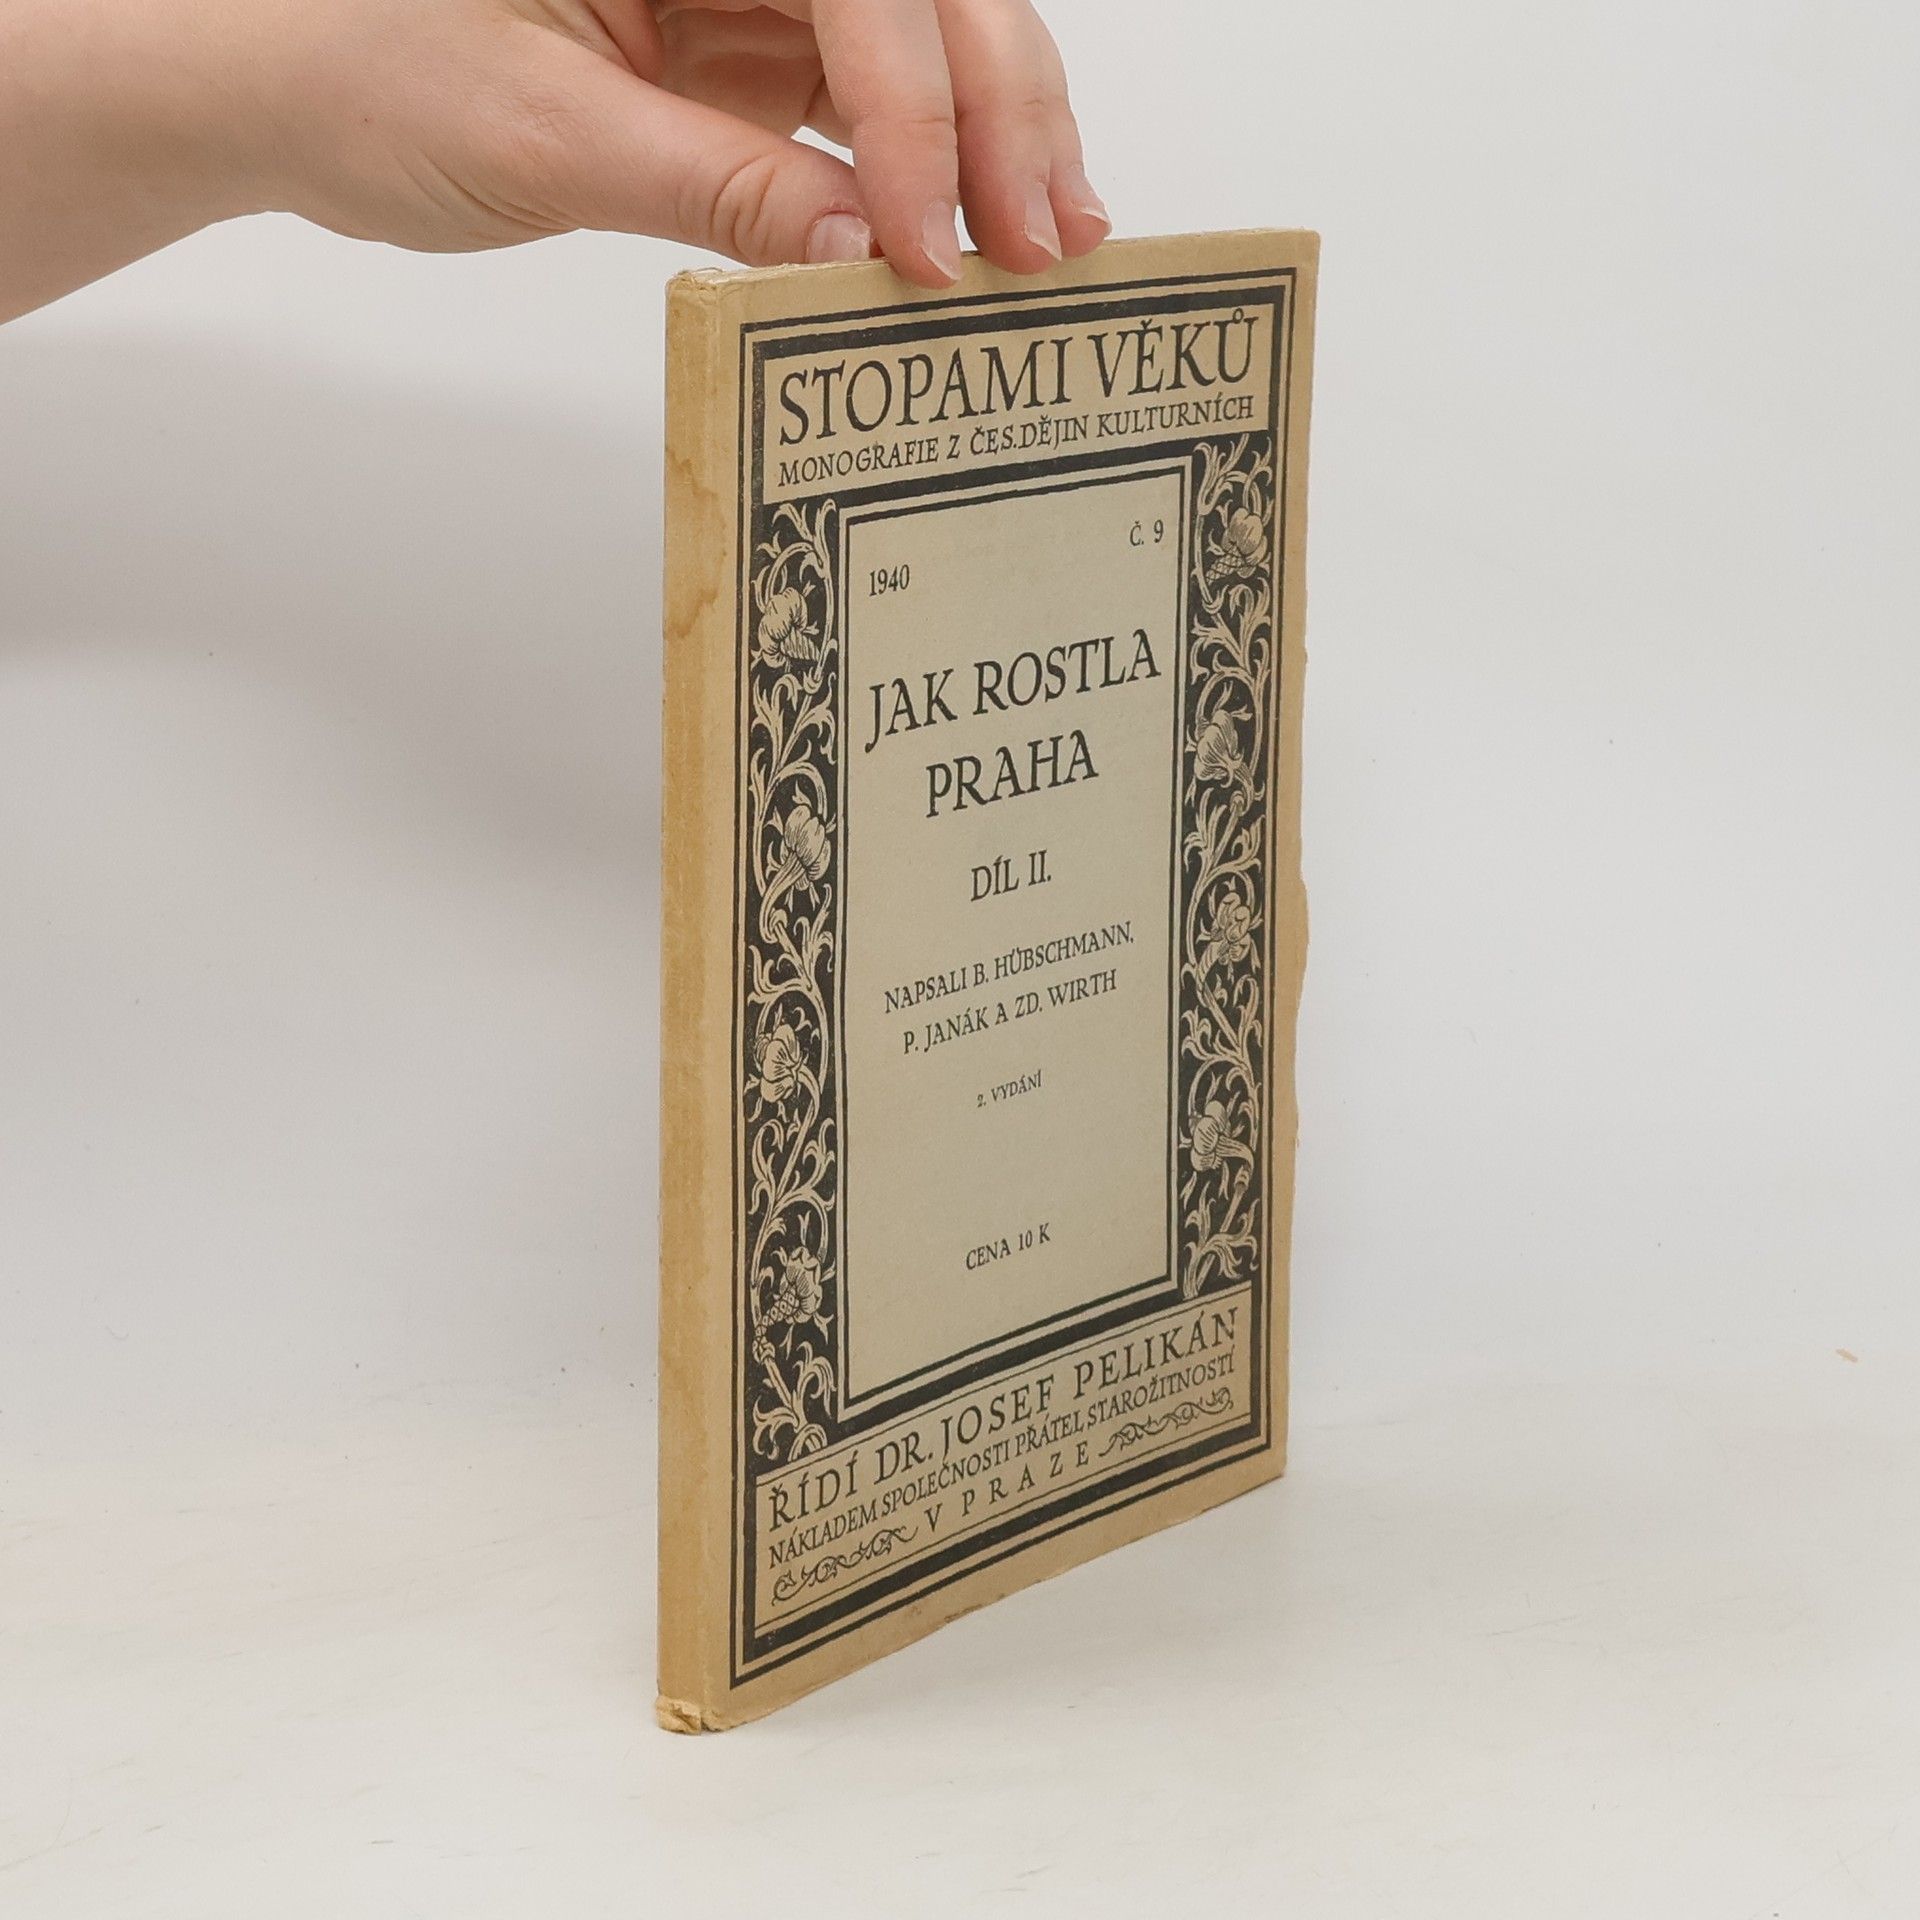 STOPAMI VĚKŮ
MONOGRAFIE Z ČES. DĚJIN KULTURNÍCH
1940 Č. 9
JAK ROSTLA
PRAHA
DÍL II.
NAPSALI B. HÜBSCHMANN,
P. JANÁK A ZD. WIRTH
2. VYDÁNÍ
CENA 10 K
ŘÍDÍ DR. JOSEF PELIKÁN
NÁKLADEM SPOLEČNOSTI PŘÁTEL STAROŽITNOSTÍ
V PRAZE